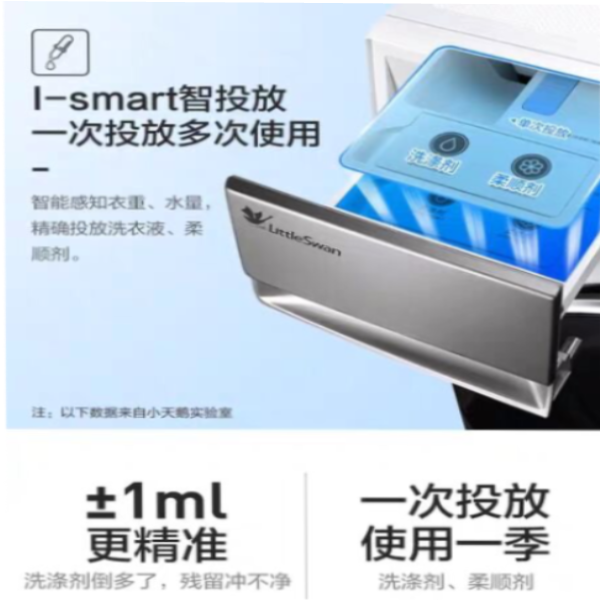 I-smart智投放
一次投放多次使用
智能感知衣重、水量，
精确投放洗衣液、柔
顺剂。
单次投放
洗涤剂
柔顺剂
LittleSwan
注：以下数据来自小天鹅实验室
±1ml
更精准
洗涤剂倒多了，残留冲不净
一次投放
使用一季
洗涤剂、柔顺剂